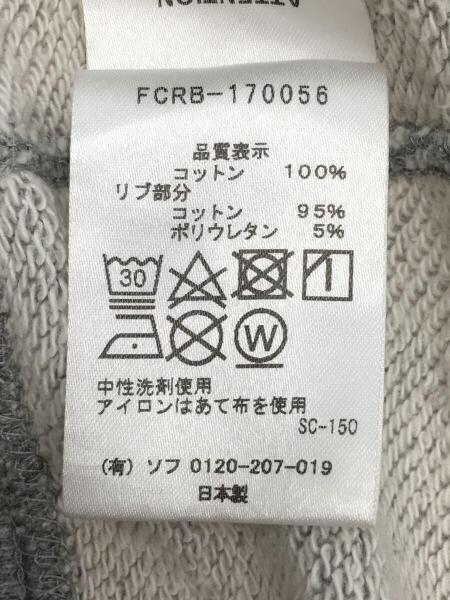 ATTENTION
FCRB-170056
品質表示
コットン 100%
リブ部分
コットン 95%
ポリウレタン 5%
30
W
中性洗剤使用
アイロンはあて布を使用
SC-150
(有) ソフ 0120-207-019
日本製